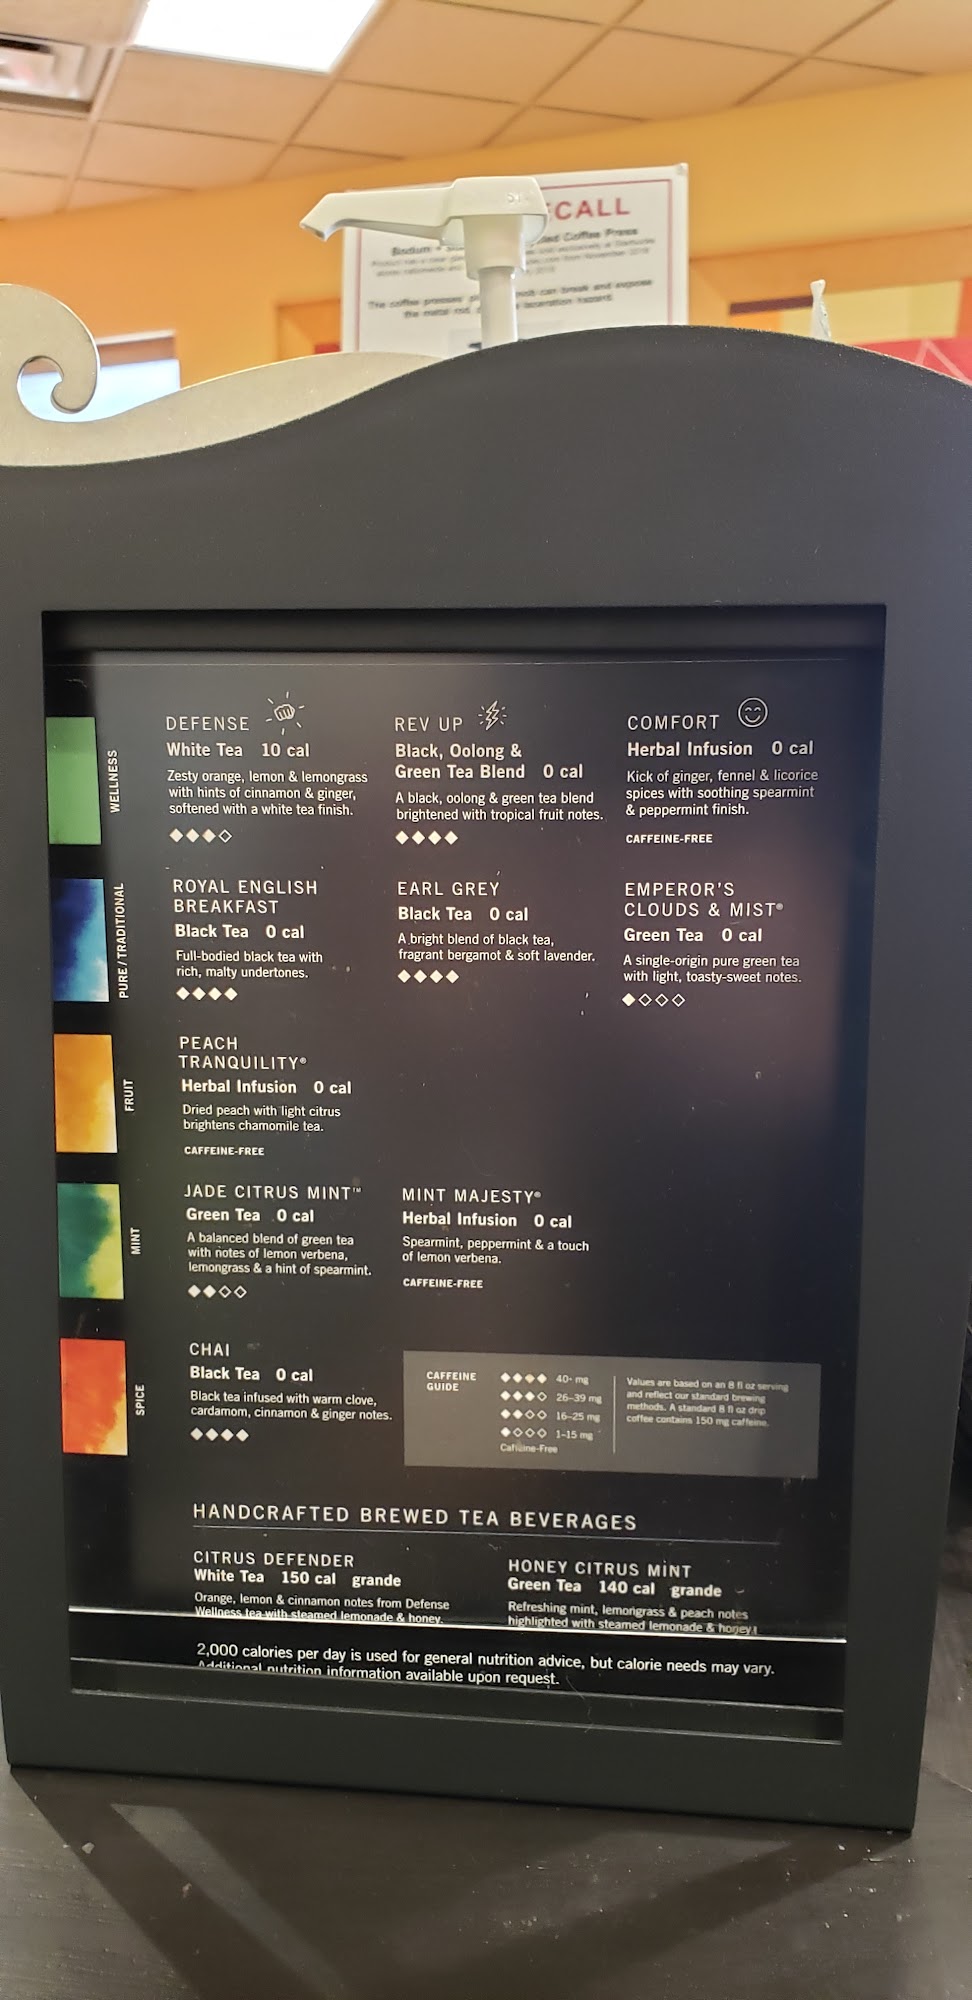 CALL
Bodum
ded Coffee Press
The coffee presses'
nob can break and expose
the metal rod,
laceration hazard.
WELLNESS
DEFENSE
White Tea 10 cal
Zesty orange, lemon & lemongrass
with hints of cinnamon & ginger,
softened with a white tea finish.
REV UP
Black, Oolong &
Green Tea Blend 0 cal
A black, oolong & green tea blend
brightened with tropical fruit notes.
COMFORT
Herbal Infusion 0 cal
Kick of ginger, fennel & licorice
spices with soothing spearmint
& peppermint finish.
CAFFEINE-FREE
PURE / TRADITIONAL
ROYAL ENGLISH
BREAKFAST
Black Tea 0 cal
Full-bodied black tea with
rich, malty undertones.
EARL GREY
Black Tea 0 cal
A bright blend of black tea,
fragrant bergamot & soft lavender.
EMPEROR'S
CLOUDS & MIST®
Green Tea 0 cal
A single-origin pure green tea
with light, toasty-sweet notes.
FRUIT
PEACH
TRANQUILITY®
Herbal Infusion 0 cal
Dried peach with light citrus
brightens chamomile tea.
CAFFEINE-FREE
MINT
JADE CITRUS MINT™
Green Tea 0 cal
A balanced blend of green tea
with notes of lemon verbena,
lemongrass & a hint of spearmint.
MINT MAJESTY®
Herbal Infusion 0 cal
Spearmint, peppermint & a touch
of lemon verbena.
CAFFEINE-FREE
SPICE
CHAI
Black Tea 0 cal
Black tea infused with warm clove,
cardamom, cinnamon & ginger notes.
CAFFEINE
GUIDE
40+ mg
26–39 mg
16–25 mg
1–15 mg
Caffeine-Free
Values are based on an 8 fl oz serving
and reflect our standard brewing
methods. A standard 8 fl oz drip
coffee contains 150 mg caffeine.
HANDCRAFTED BREWED TEA BEVERAGES
CITRUS DEFENDER
White Tea 150 cal grande
Orange, lemon & cinnamon notes from Defense
Wellness tea with steamed lemonade & honey.
HONEY CITRUS MINT
Green Tea 140 cal grande
Refreshing mint, lemongrass & peach notes
highlighted with steamed lemonade & honey.
2,000 calories per day is used for general nutrition advice, but calorie needs may vary.
Additional nutrition information available upon request.